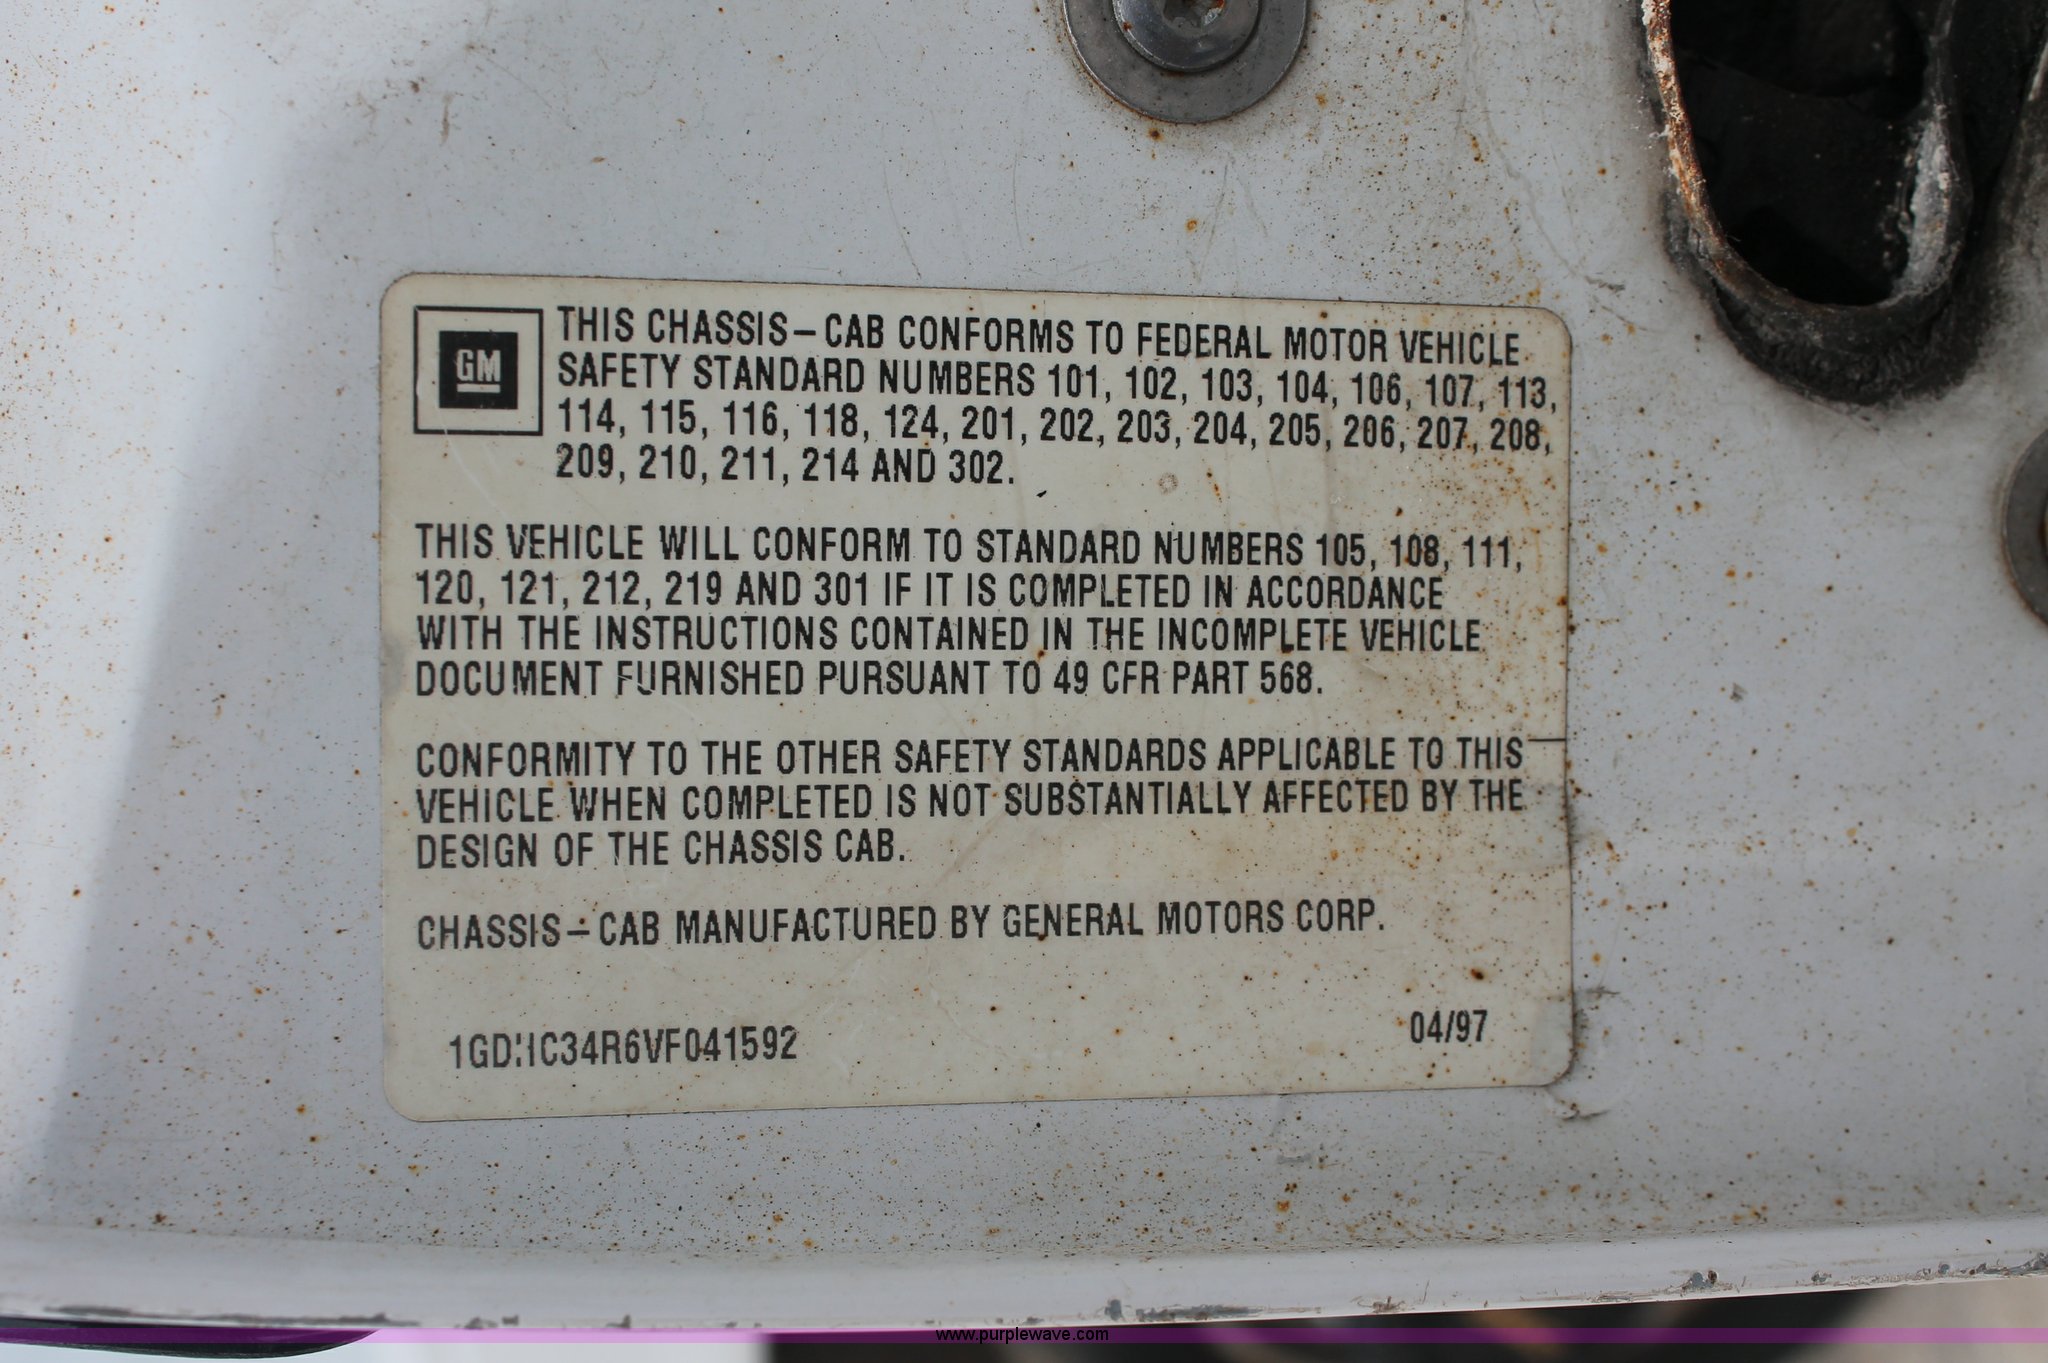 GM
THIS CHASSIS–CAB CONFORMS TO FEDERAL MOTOR VEHICLE
SAFETY STANDARD NUMBERS 101, 102, 103, 104, 106, 107, 113,
114, 115, 116, 118, 124, 201, 202, 203, 204, 205, 206, 207, 208,
209, 210, 211, 214 AND 302.
THIS VEHICLE WILL CONFORM TO STANDARD NUMBERS 105, 108, 111,
120, 121, 212, 219 AND 301 IF IT IS COMPLETED IN ACCORDANCE
WITH THE INSTRUCTIONS CONTAINED IN THE INCOMPLETE VEHICLE
DOCUMENT FURNISHED PURSUANT TO 49 CFR PART 568.
CONFORMITY TO THE OTHER SAFETY STANDARDS APPLICABLE TO THIS
VEHICLE WHEN COMPLETED IS NOT SUBSTANTIALLY AFFECTED BY THE
DESIGN OF THE CHASSIS CAB.
CHASSIS–CAB MANUFACTURED BY GENERAL MOTORS CORP.
1GDHC34R6VF041592 04/97
www.purplewave.com